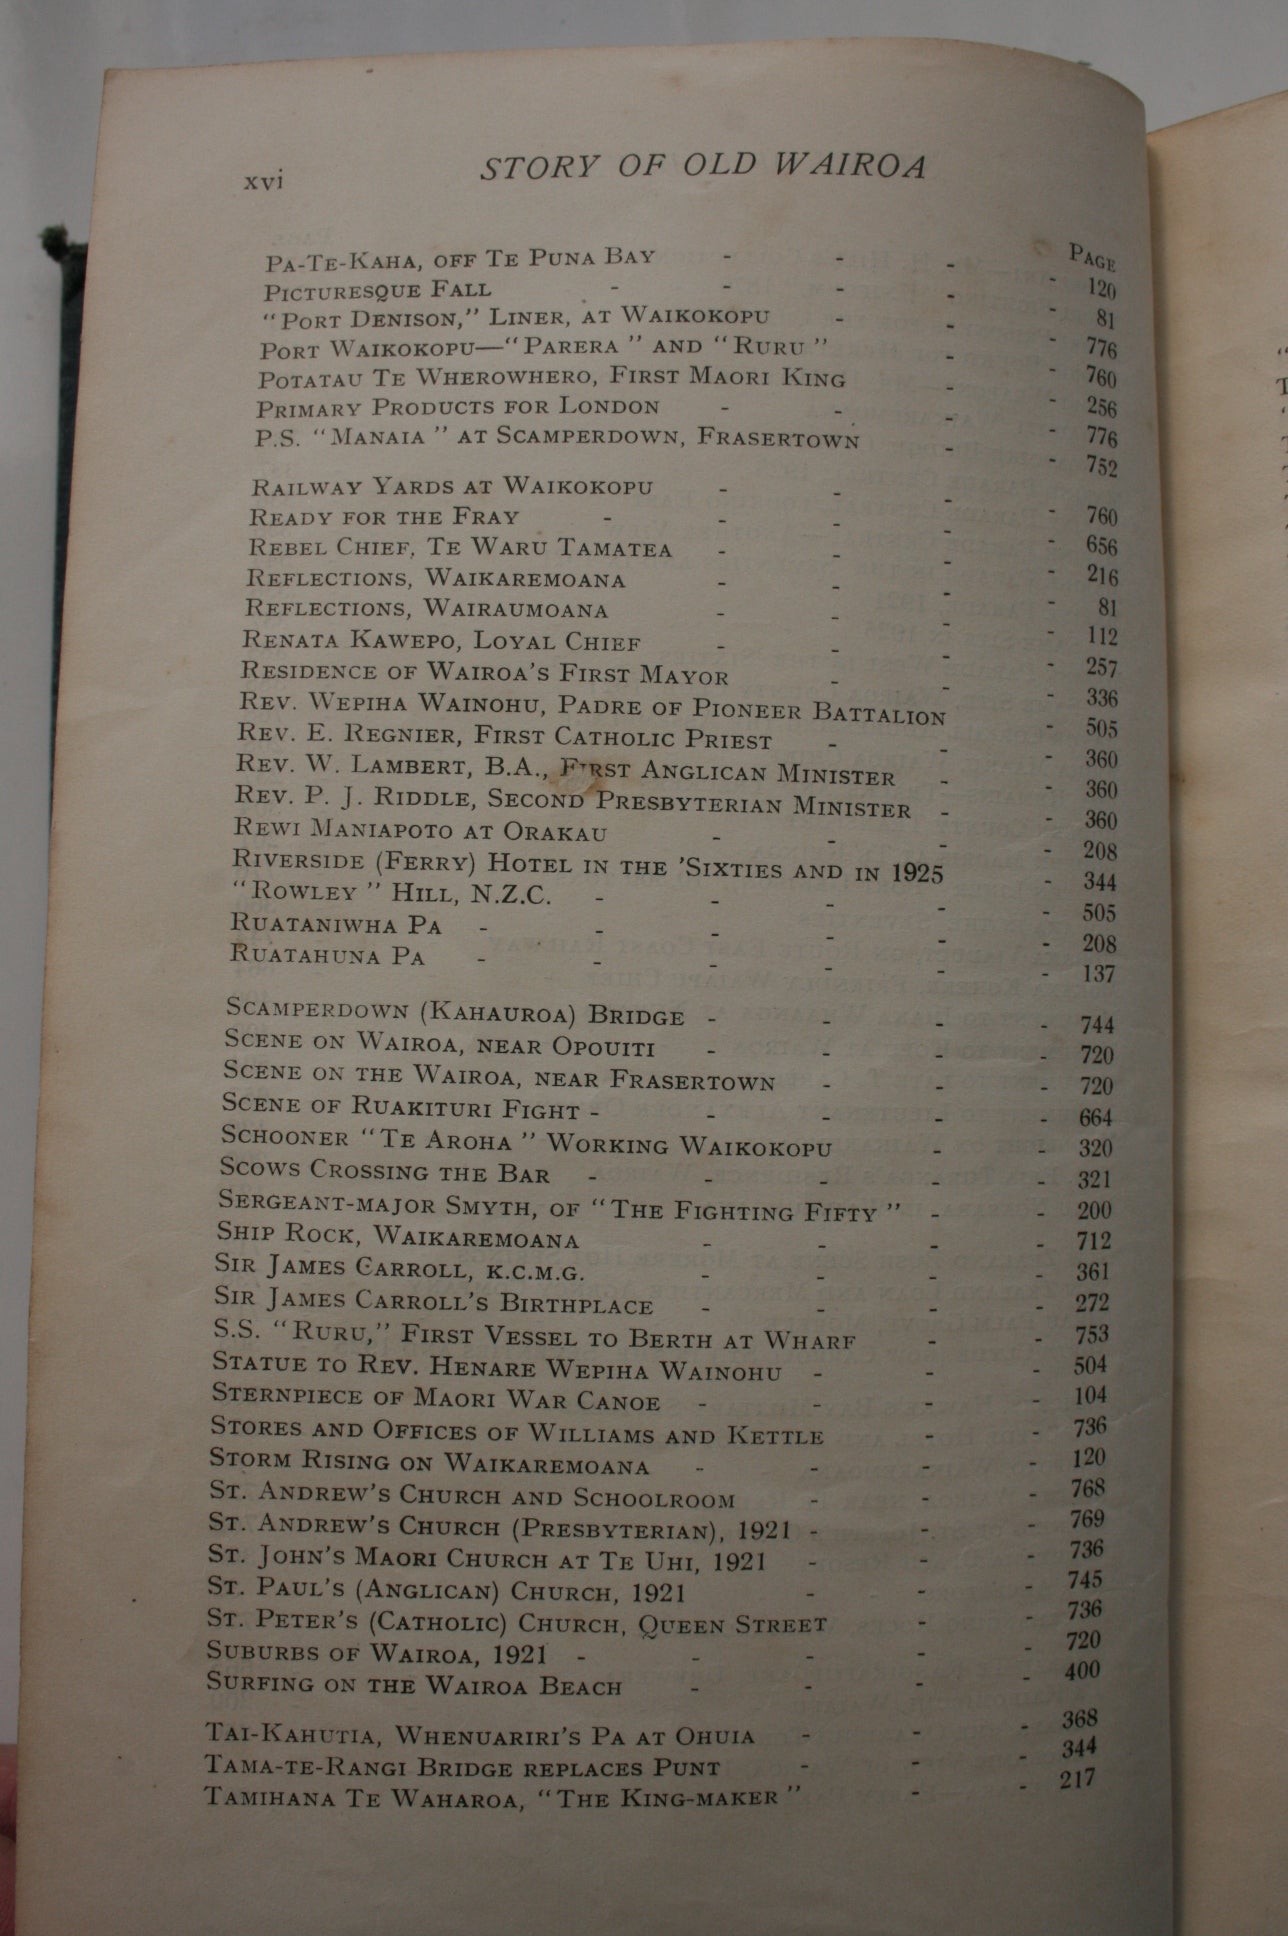 xvi STORY OF OLD WAIROA
Page
Pa-Te-Kaha, off Te Puna Bay - - - - 120
Picturesque Fall - - - - - 81
"Port Denison," Liner, at Waikokopu - - - 776
Port Waikokopu—"Parera" and "Ruru" - - 760
Potatau Te Wherowhero, First Maori King - - 256
Primary Products for London - - - - 776
P.S. "Manaia" at Scamperdown, Frasertown - - 752
Railway Yards at Waikokopu - - - - 760
Ready for the Fray - - - - - 656
Rebel Chief, Te Waru Tamatea - - - - 216
Reflections, Waikaremoana - - - - 81
Reflections, Wairaumoana - - - - 112
Renata Kawepo, Loyal Chief - - - - 257
Residence of Wairoa's First Mayor - - - 336
Rev. Wepiha Wainohu, Padre of Pioneer Battalion - 505
Rev. E. Regnier, First Catholic Priest - - - 360
Rev. W. Lambert, B.A., First Anglican Minister - - 360
Rev. P. J. Riddle, Second Presbyterian Minister - - 360
Rewi Maniapoto at Orakau - - - - 208
Riverside (Ferry) Hotel in the 'Sixties and in 1925 - 344
"Rowley" Hill, N.Z.C. - - - - - 505
Ruataniwha Pa - - - - - - 208
Ruatahuna Pa - - - - - - 137
Scamperdown (Kahauroa) Bridge - - - - 744
Scene on Wairoa, near Opouiti - - - - 720
Scene on the Wairoa, near Frasertown - - - 720
Scene of Ruakituri Fight - - - - - 664
Schooner "Te Aroha" Working Waikokopu - - 320
Scows Crossing the Bar - - - - - 321
Sergeant-major Smyth, of "The Fighting Fifty" - - 200
Ship Rock, Waikaremoana - - - - 712
Sir James Carroll, k.c.m.g. - - - - 361
Sir James Carroll's Birthplace - - - - 272
S.S. "Ruru," First Vessel to Berth at Wharf - - 753
Statue to Rev. Henare Wepiha Wainohu - - - 504
Sternpiece of Maori War Canoe - - - - 104
Stores and Offices of Williams and Kettle - - 736
Storm Rising on Waikaremoana - - - - 120
St. Andrew's Church and Schoolroom - - - 768
St. Andrew's Church (Presbyterian), 1921 - - - 769
St. John's Maori Church at Te Uhi, 1921 - - - 736
St. Paul's (Anglican) Church, 1921 - - - 745
St. Peter's (Catholic) Church, Queen Street - - 736
Suburbs of Wairoa, 1921 - - - - - 720
Surfing on the Wairoa Beach - - - - 400
Tai-Kahutia, Whenuariri's Pa at Ohuia - - - 368
Tama-te-Rangi Bridge replaces Punt - - - 344
Tamihana Te Waharoa, "The King-maker" - - 217